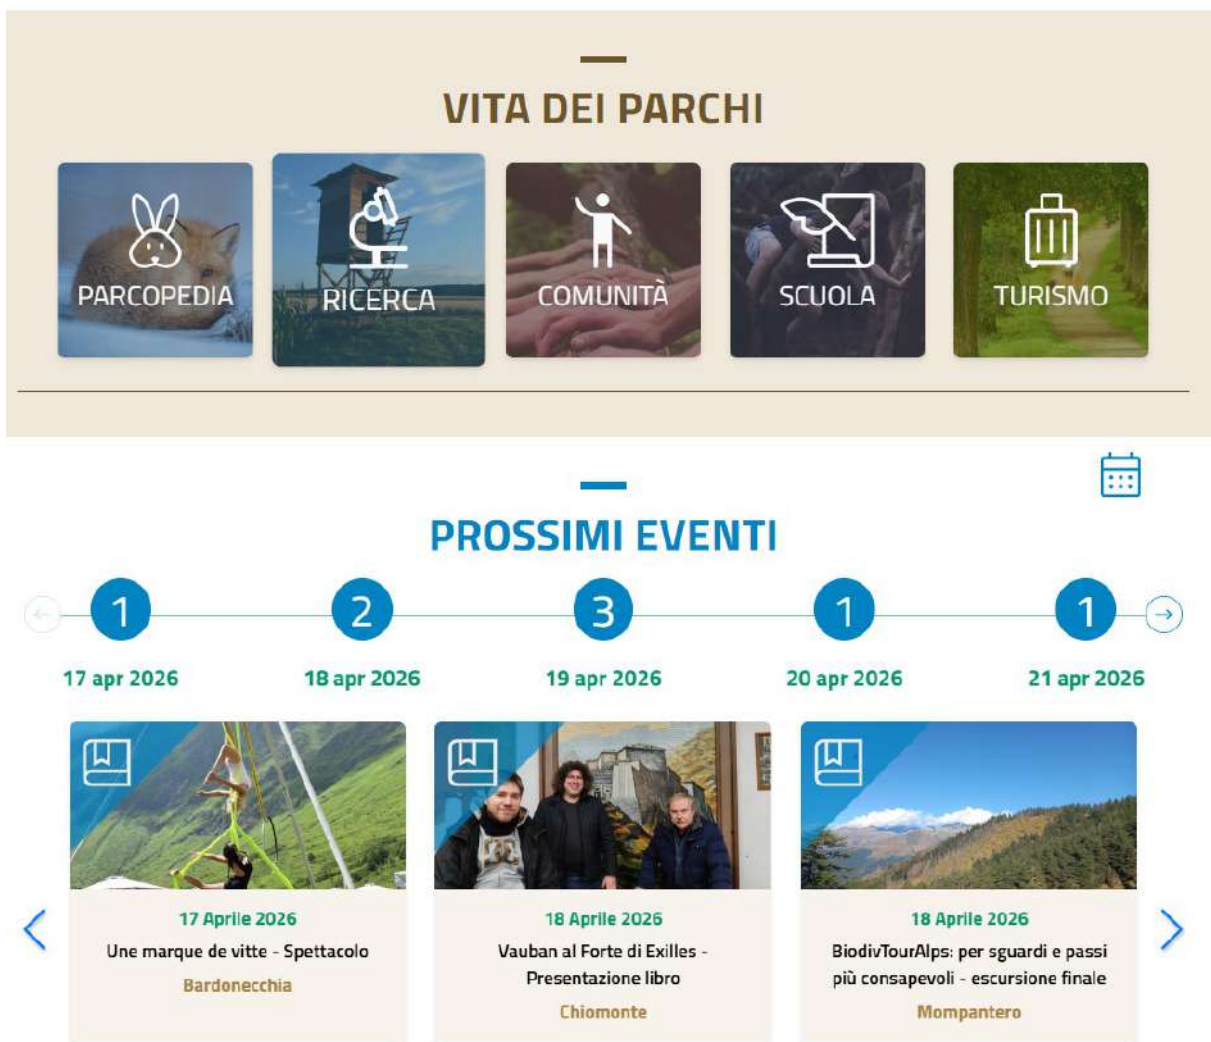 VITA DEI PARCHI
PARCOPEDIA
RICERCA
COMUNITÀ
SCUOLA
TURISMO
PROSSIMI EVENTI
1
2
3
1
1
17 apr 2026
18 apr 2026
19 apr 2026
20 apr 2026
21 apr 2026
17 Aprile 2026
Une marque de vitte - Spettacolo
Bardonecchia
18 Aprile 2026
Vauban al Forte di Exilles -
Presentazione libro
Chiomonte
18 Aprile 2026
BiodivTourAlps: per sguardi e passi
più consapevoli - escursione finale
Mompantero